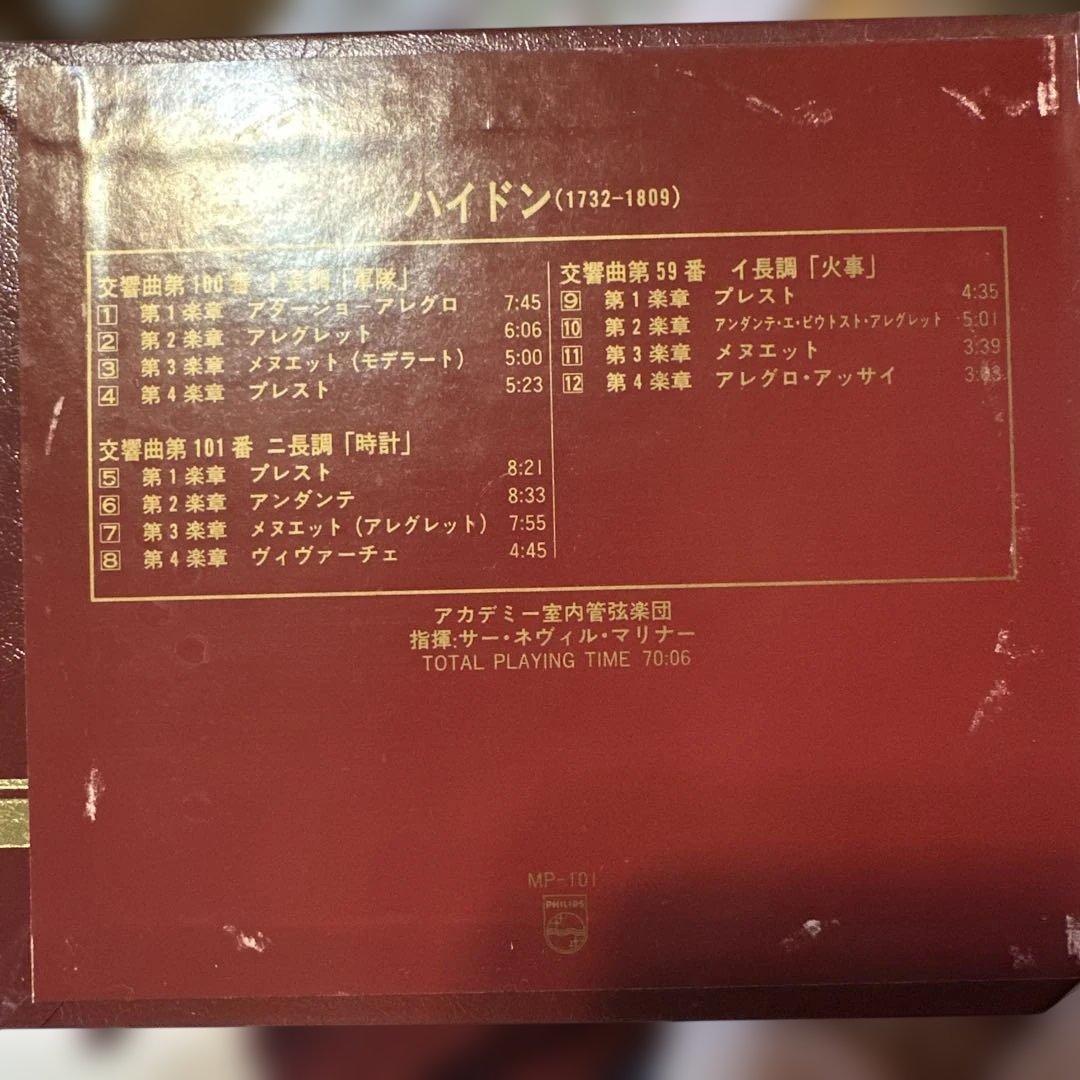 ハイドン(1732-1809)
交響曲第100番 ト長調「軍隊」
1 第1楽章 アダージョーアレグロ 7:45
2 第2楽章 アレグレット 6:06
3 第3楽章 メヌエット(モデラート) 5:00
4 第4楽章 プレスト 5:23
交響曲第101番 ニ長調「時計」
5 第1楽章 プレスト 8:21
6 第2楽章 アンダンテ 8:33
7 第3楽章 メヌエット(アレグレット) 7:55
8 第4楽章 ヴィヴァーチェ 4:45
交響曲第59番 イ長調「火事」
9 第1楽章 プレスト 4:35
10 第2楽章 アンダンテ・エ・ピウトスト・アレグレット 5:01
11 第3楽章 メヌエット 3:39
12 第4楽章 アレグロ・アッサイ
アカデミー室内管弦楽団
指揮:サー・ネヴィル・マリナー
TOTAL PLAYING TIME 70:06
MP-101
PHILIPS